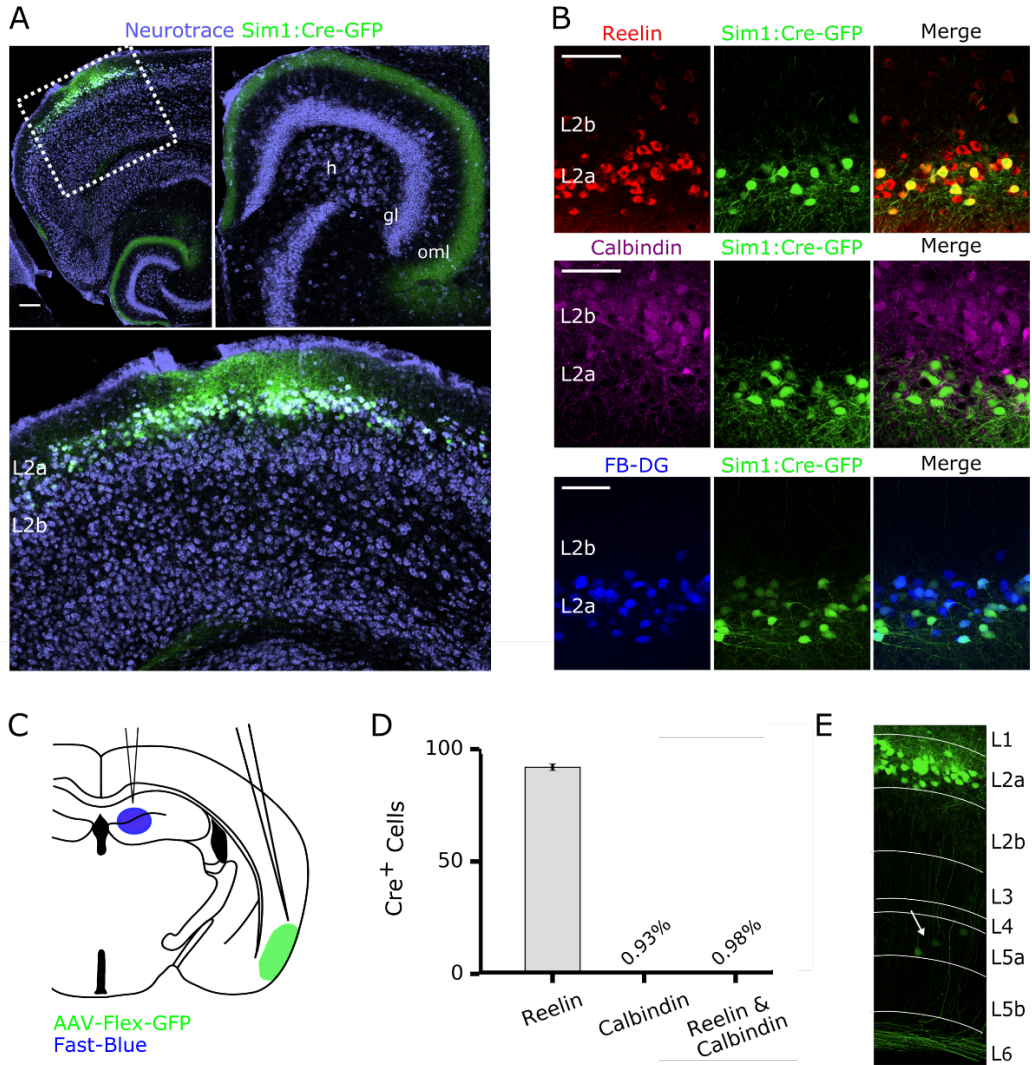 A
Neurotrace Sim1:Cre-GFP
h
gl
oml
L2a
L2b
B
Reelin Sim1:Cre-GFP Merge
L2b
L2a
Calbindin Sim1:Cre-GFP Merge
L2b
L2a
FB-DG Sim1:Cre-GFP Merge
L2b
L2a
C
AAV-Flex-GFP
Fast-Blue
D
Cre+ Cells
100
50
0
0.93%
0.98%
Reelin
Calbindin
Reelin &
Calbindin
E
L1
L2a
L2b
L3
L4
L5a
L5b
L6